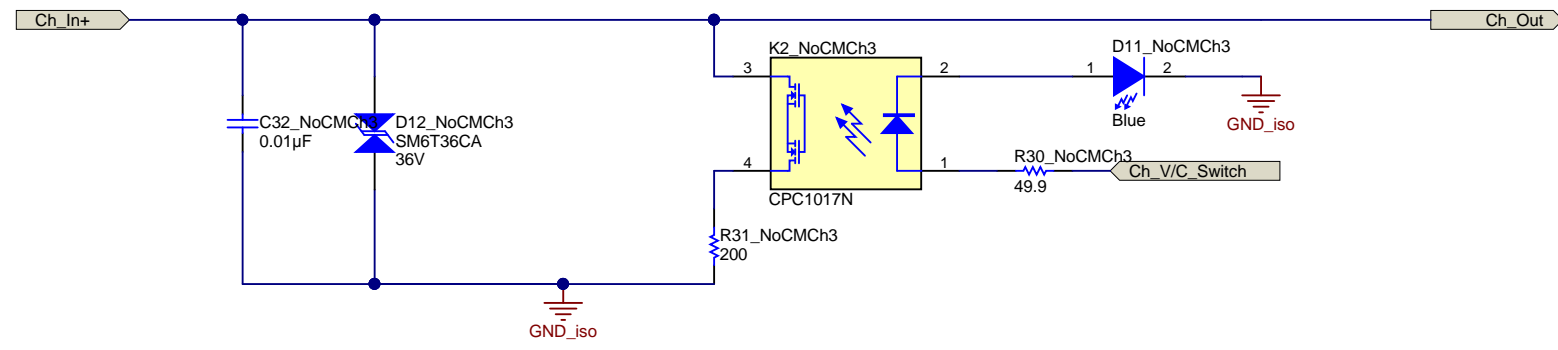 Ch_In+
Ch_Out
K2_NoCMCh3
D11_NoCMCh3
3
2
1
2
Blue
GND_iso
C32_NoCMCh3
0.01µF
D12_NoCMCh3
SM6T36CA
36V
4
1
R30_NoCMCh3
49.9
Ch_V/C_Switch
CPC1017N
R31_NoCMCh3
200
GND_iso